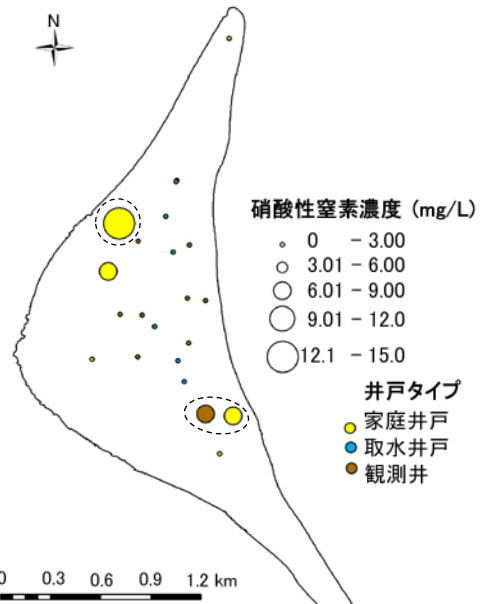 N
硝酸性窒素濃度 (mg/L)
0 - 3.00
3.01 - 6.00
6.01 - 9.00
9.01 - 12.0
12.1 - 15.0
井戸タイプ
家庭井戸
取水井戸
観測井
0 0.3 0.6 0.9 1.2 km